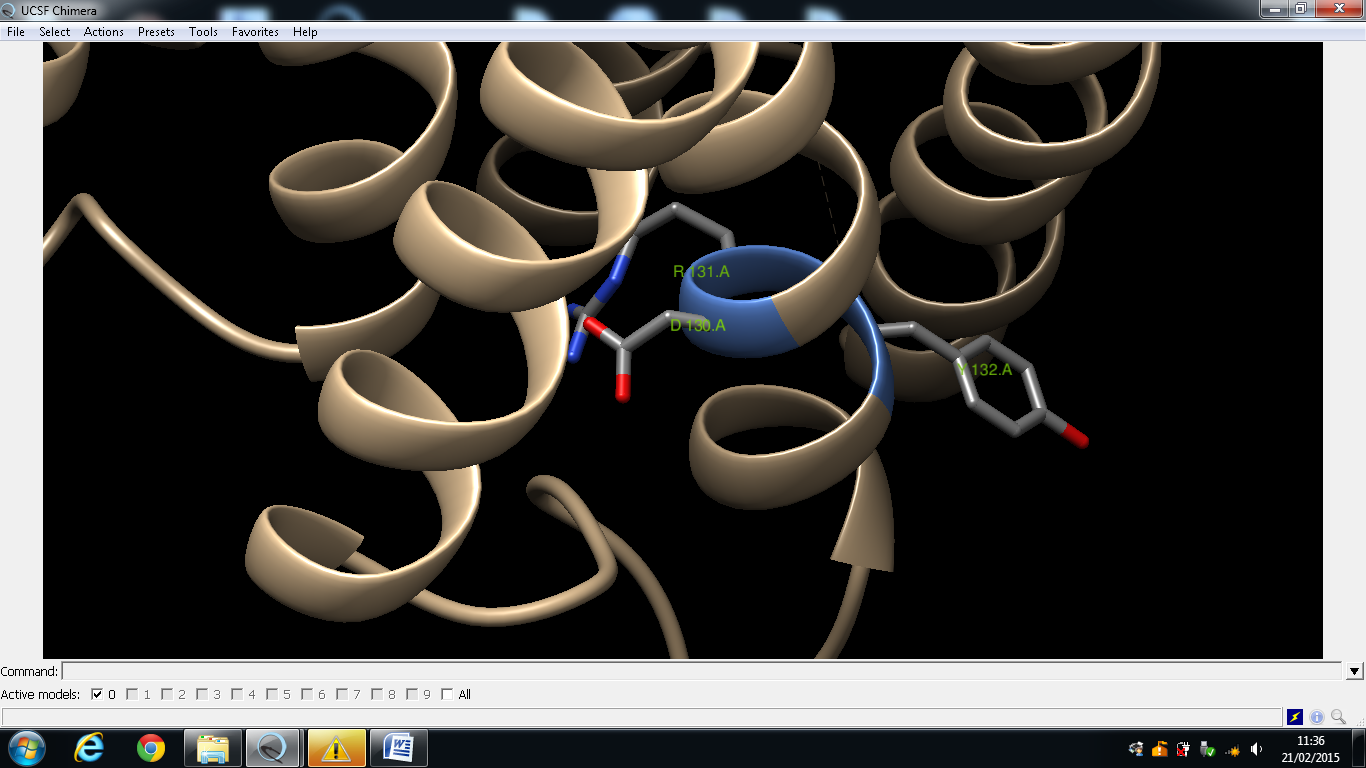 UCSF Chimera
File Select Actions Presets Tools Favorites Help
R 131.A
D 130.A
Y 132.A
Command:
Active models: 0 1 2 3 4 5 6 7 8 9 All
11:36
21/02/2015